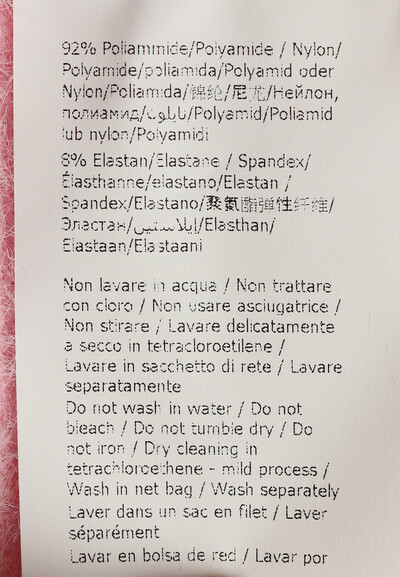 92% Poliammide/Polyamide / Nylon/
Polyamide/poliamida/Polyamid oder
Nylon/Poliamida/锦纶/尼龙/Нейлон,
полиамид/نايلون/Polyamid/Poliamid
lub nylon/Polyamidi
8% Elastan/Elastane / Spandex/
Élasthanne/elastano/Elastan /
Spandex/Elastano/聚氨酯弹性纤维/
Эластан/إيلاستين/Elasthan/
Elastaan/Elastaani
Non lavare in acqua / Non trattare
con cloro / Non usare asciugatrice /
Non stirare / Lavare delicatamente
a secco in tetracloroetilene /
Lavare in sacchetto di rete / Lavare
separatamente
Do not wash in water / Do not
bleach / Do not tumble dry / Do
not iron / Dry cleaning in
tetrachloroethene - mild process /
Wash in net bag / Wash separately
Laver dans un sac en filet / Laver
séparément
Lavar en bolsa de red / Lavar por